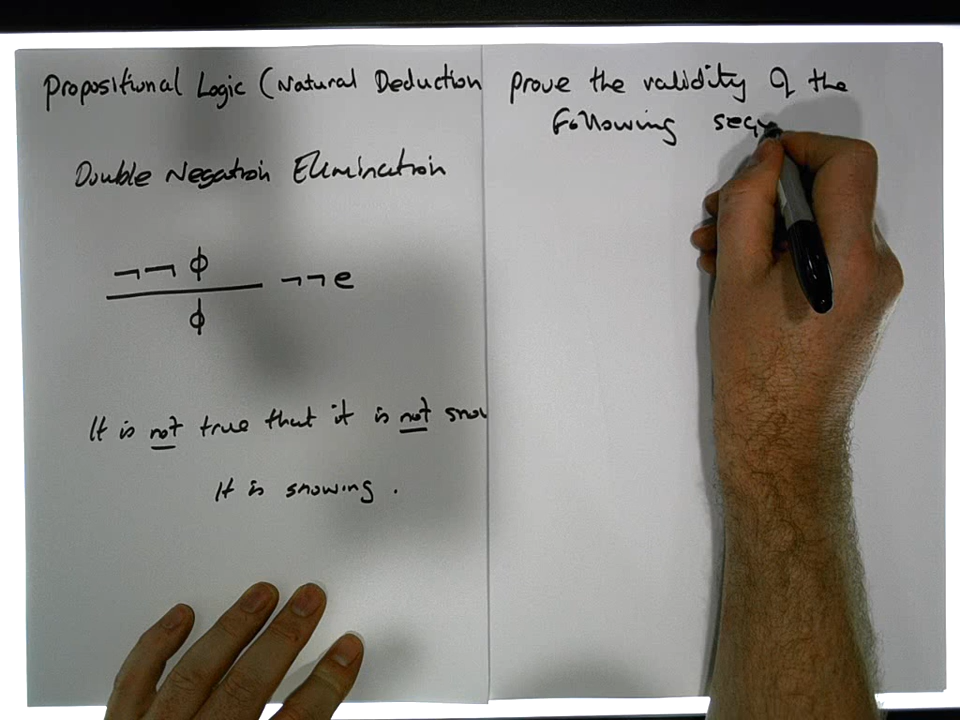 Propositional Logic (Natural Deduction
Double Negation Elimination
¬¬ϕ
¬¬e
ϕ
It is not true that it is not snow
It is snowing.
Prove the validity of the
following sequ